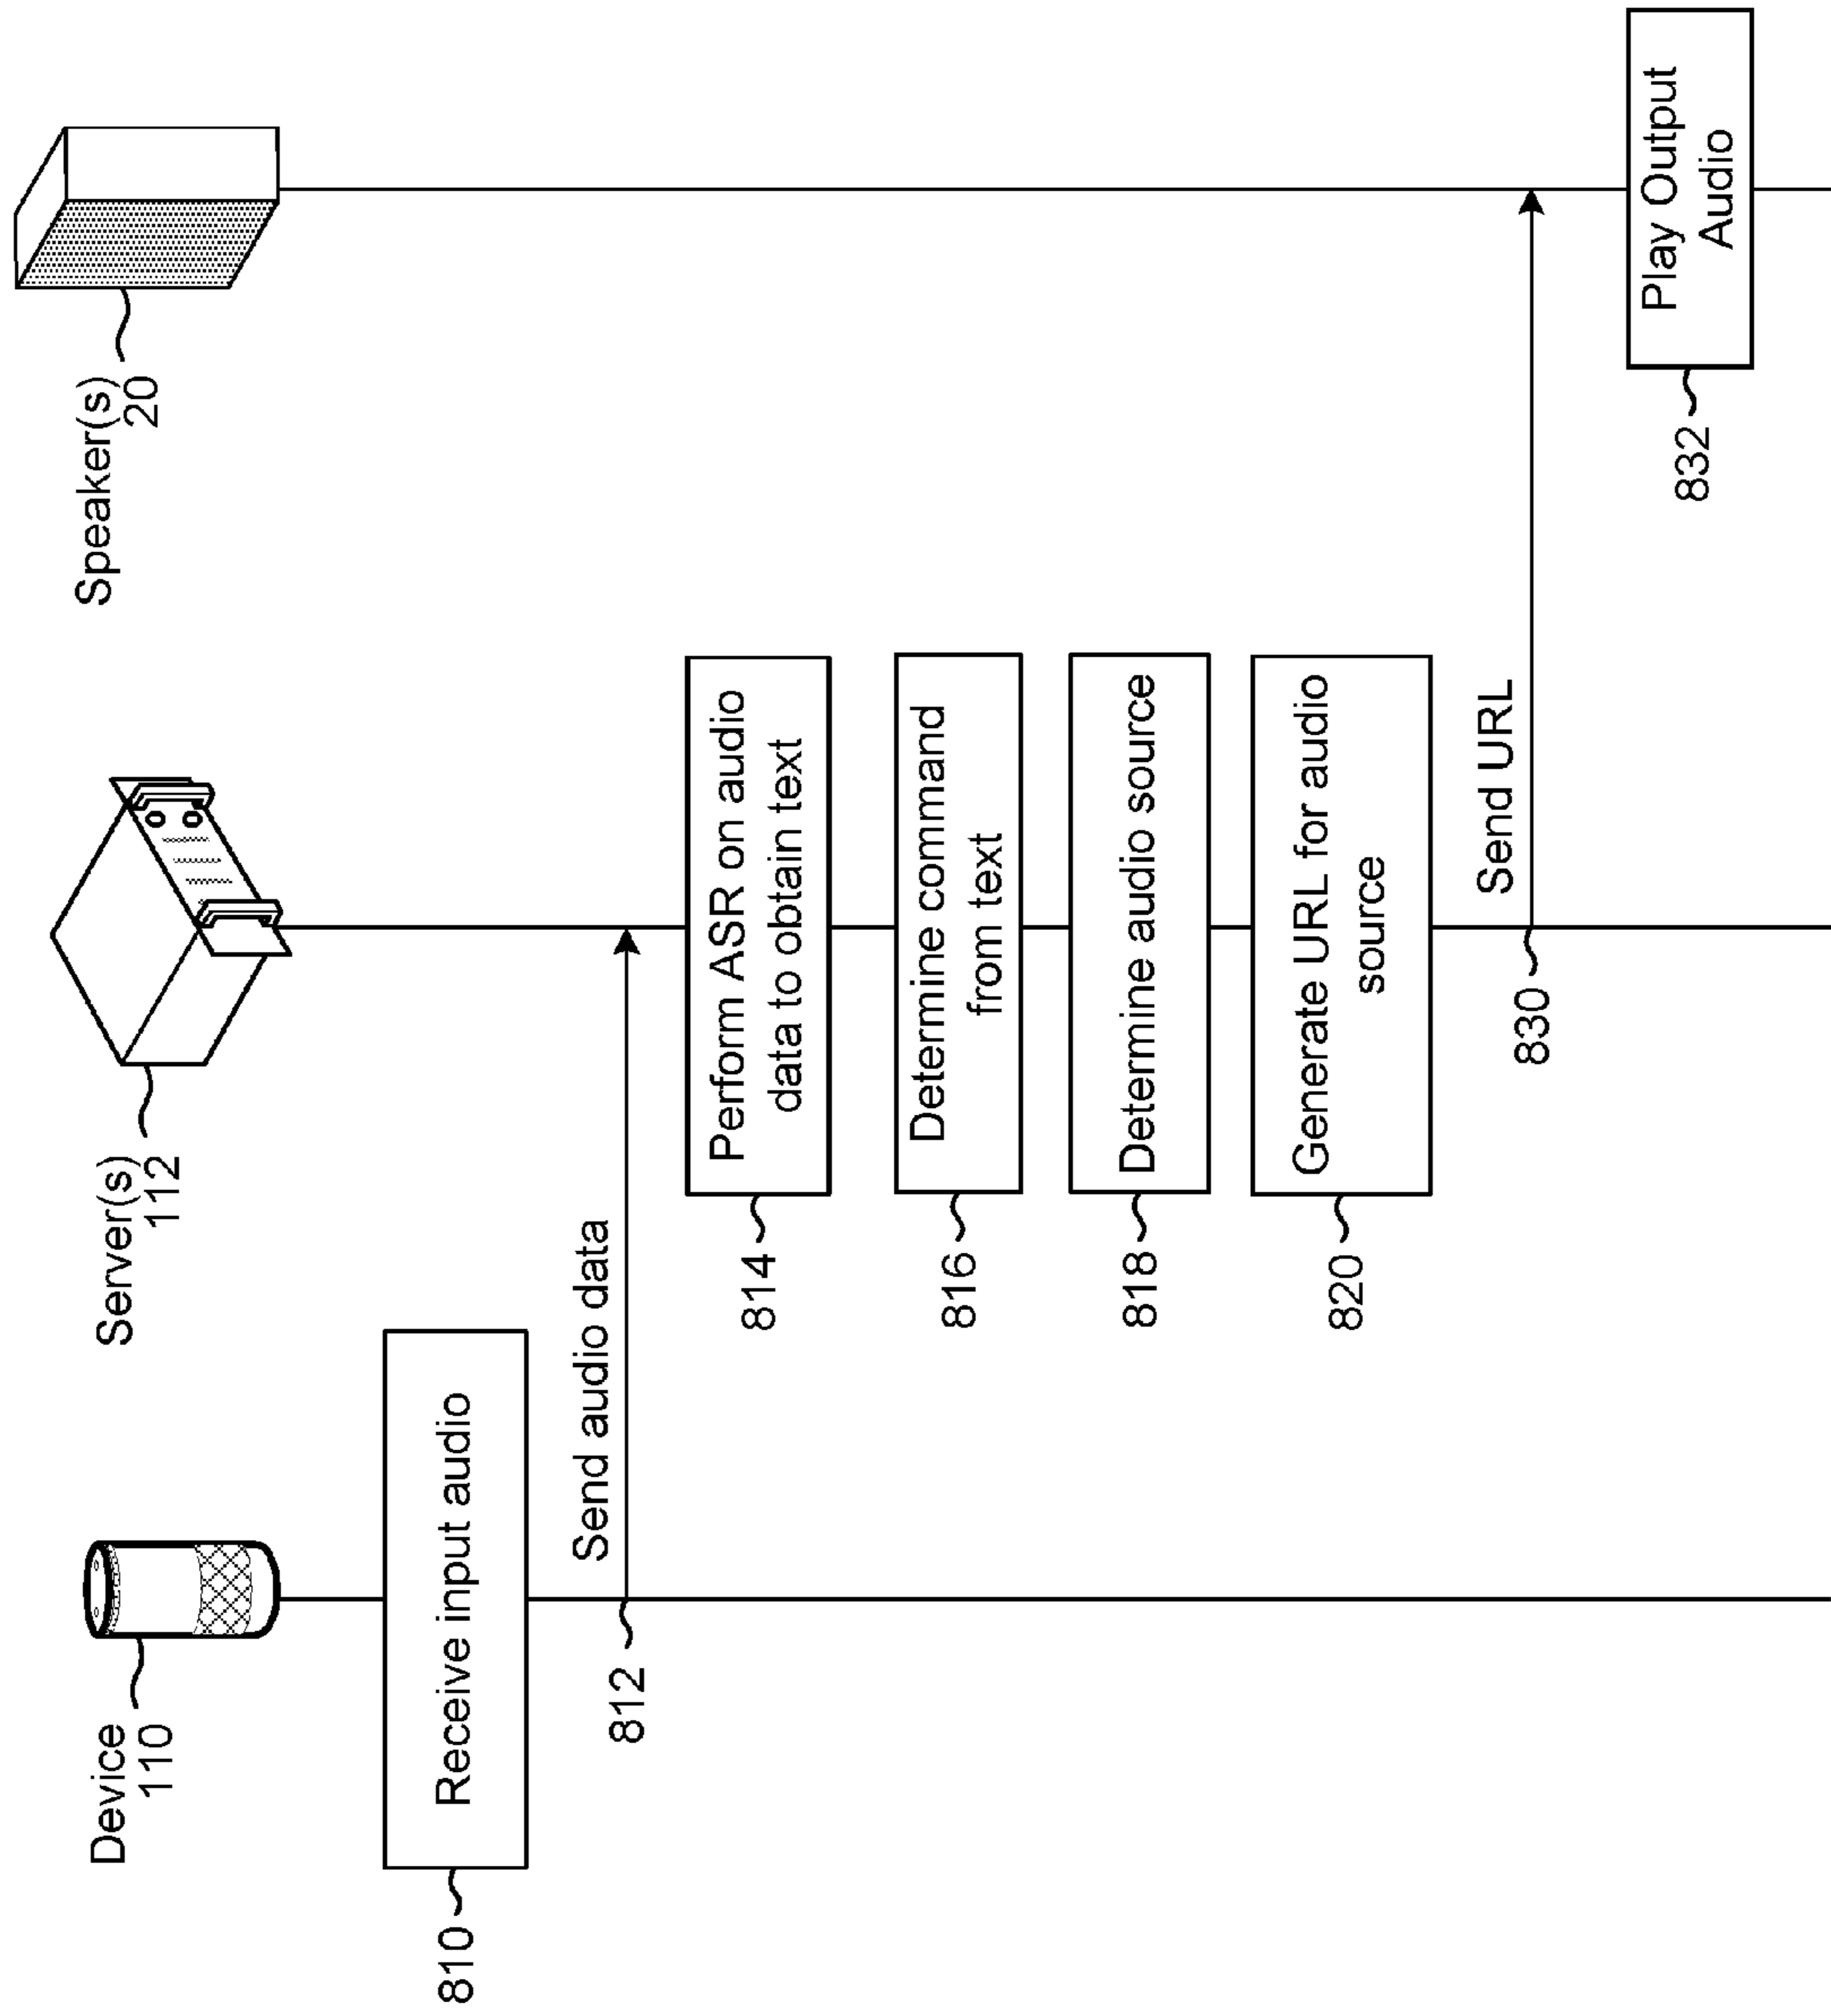 Device
110
Server(s)
112
Speaker(s)
20
810
Receive input audio
Send audio data
812
814
Perform ASR on audio
data to obtain text
816
Determine command
from text
818
Determine audio source
820
Generate URL for audio
source
Send URL
830
832
Play Output
Audio